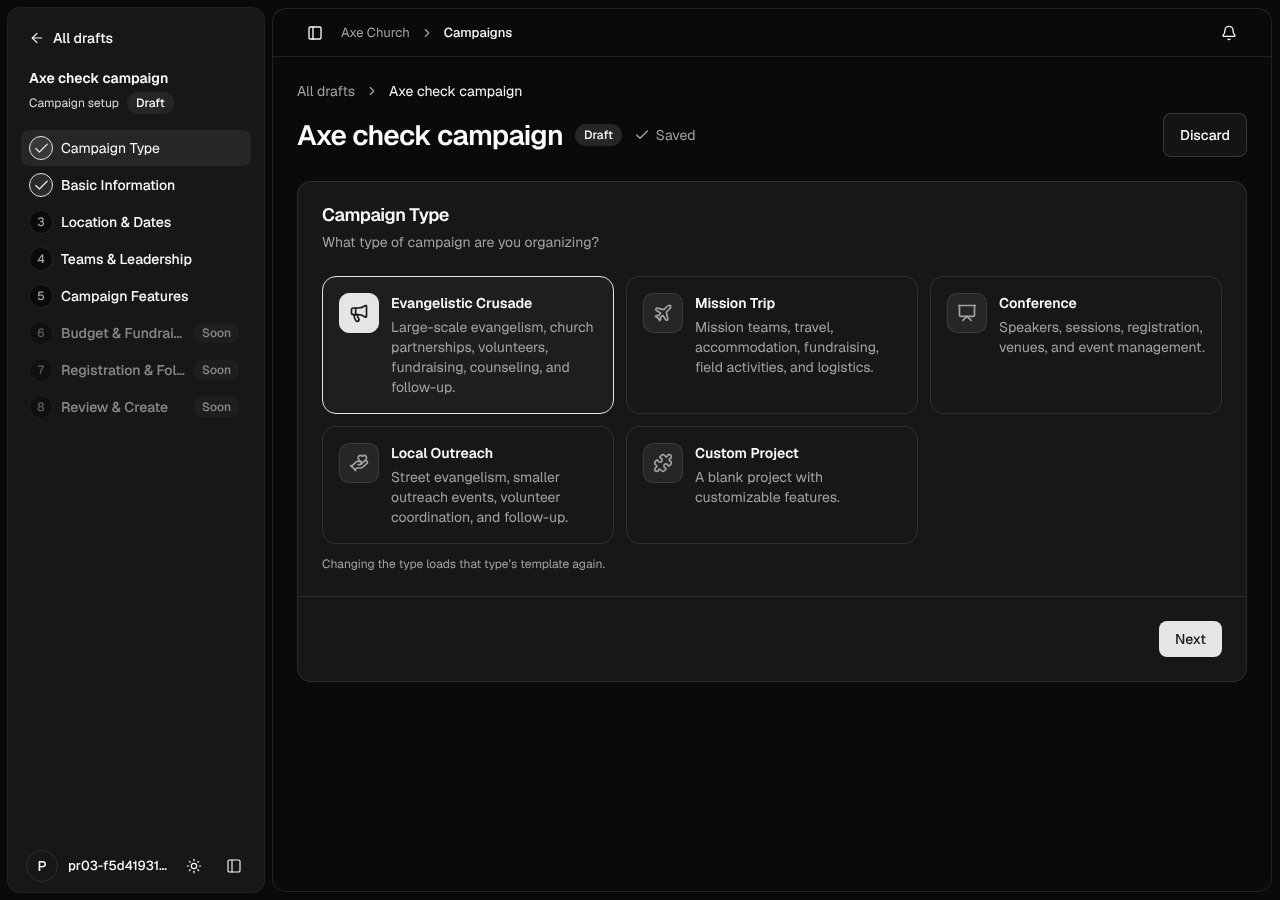 All drafts
Axe check campaign
Campaign setup Draft
Campaign Type
Basic Information
3 Location & Dates
4 Teams & Leadership
5 Campaign Features
6 Budget & Fundrai... Soon
7 Registration & Fol... Soon
8 Review & Create Soon
P pr03-f5d41931...
Axe Church > Campaigns
All drafts > Axe check campaign
Axe check campaign Draft Saved
Discard
Campaign Type
What type of campaign are you organizing?
Evangelistic Crusade
Large-scale evangelism, church
partnerships, volunteers,
fundraising, counseling, and
follow-up.
Mission Trip
Mission teams, travel,
accommodation, fundraising,
field activities, and logistics.
Conference
Speakers, sessions, registration,
venues, and event management.
Local Outreach
Street evangelism, smaller
outreach events, volunteer
coordination, and follow-up.
Custom Project
A blank project with
customizable features.
Changing the type loads that type's template again.
Next